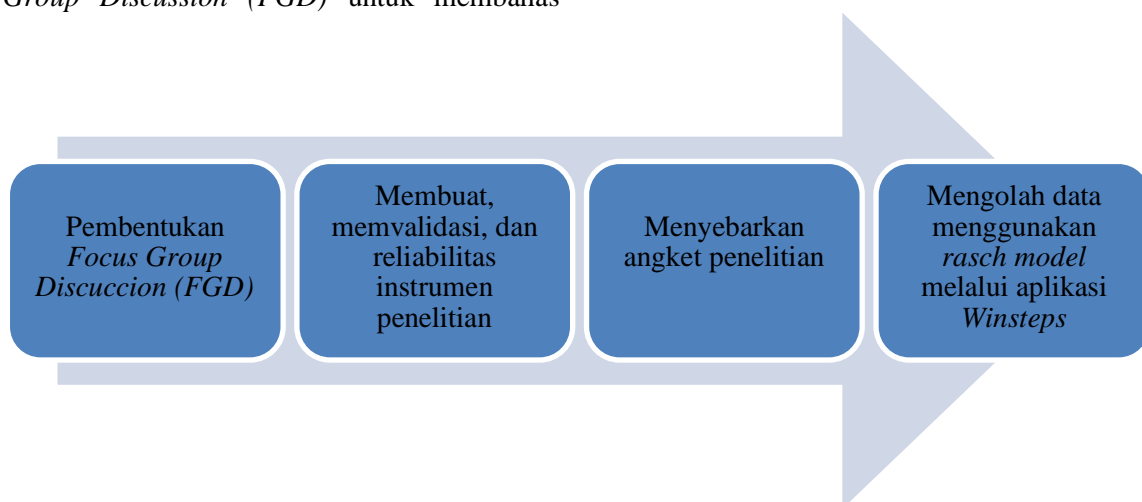 Group Discussion (FGD) untuk membahas
Pembentukan
Focus Group
Discuccion (FGD)
Membuat,
memvalidasi, dan
reliabilitas
instrumen
penelitian
Menyebarkan
angket penelitian
Mengolah data
menggunakan
rasch model
melalui aplikasi
Winsteps